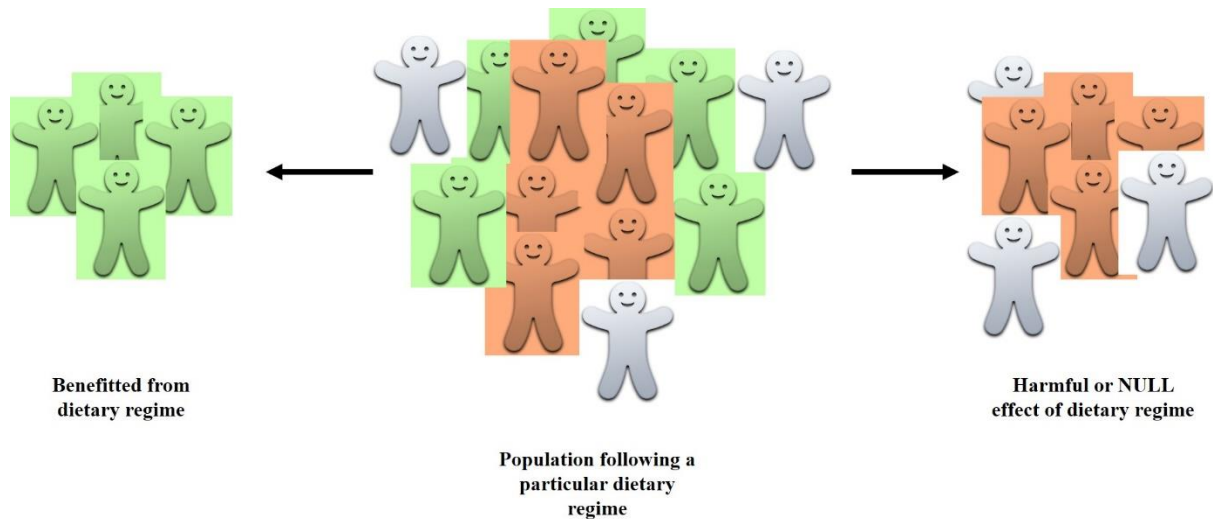 Benefitted from
dietary regime
Population following a
particular dietary
regime
Harmful or NULL
effect of dietary regime